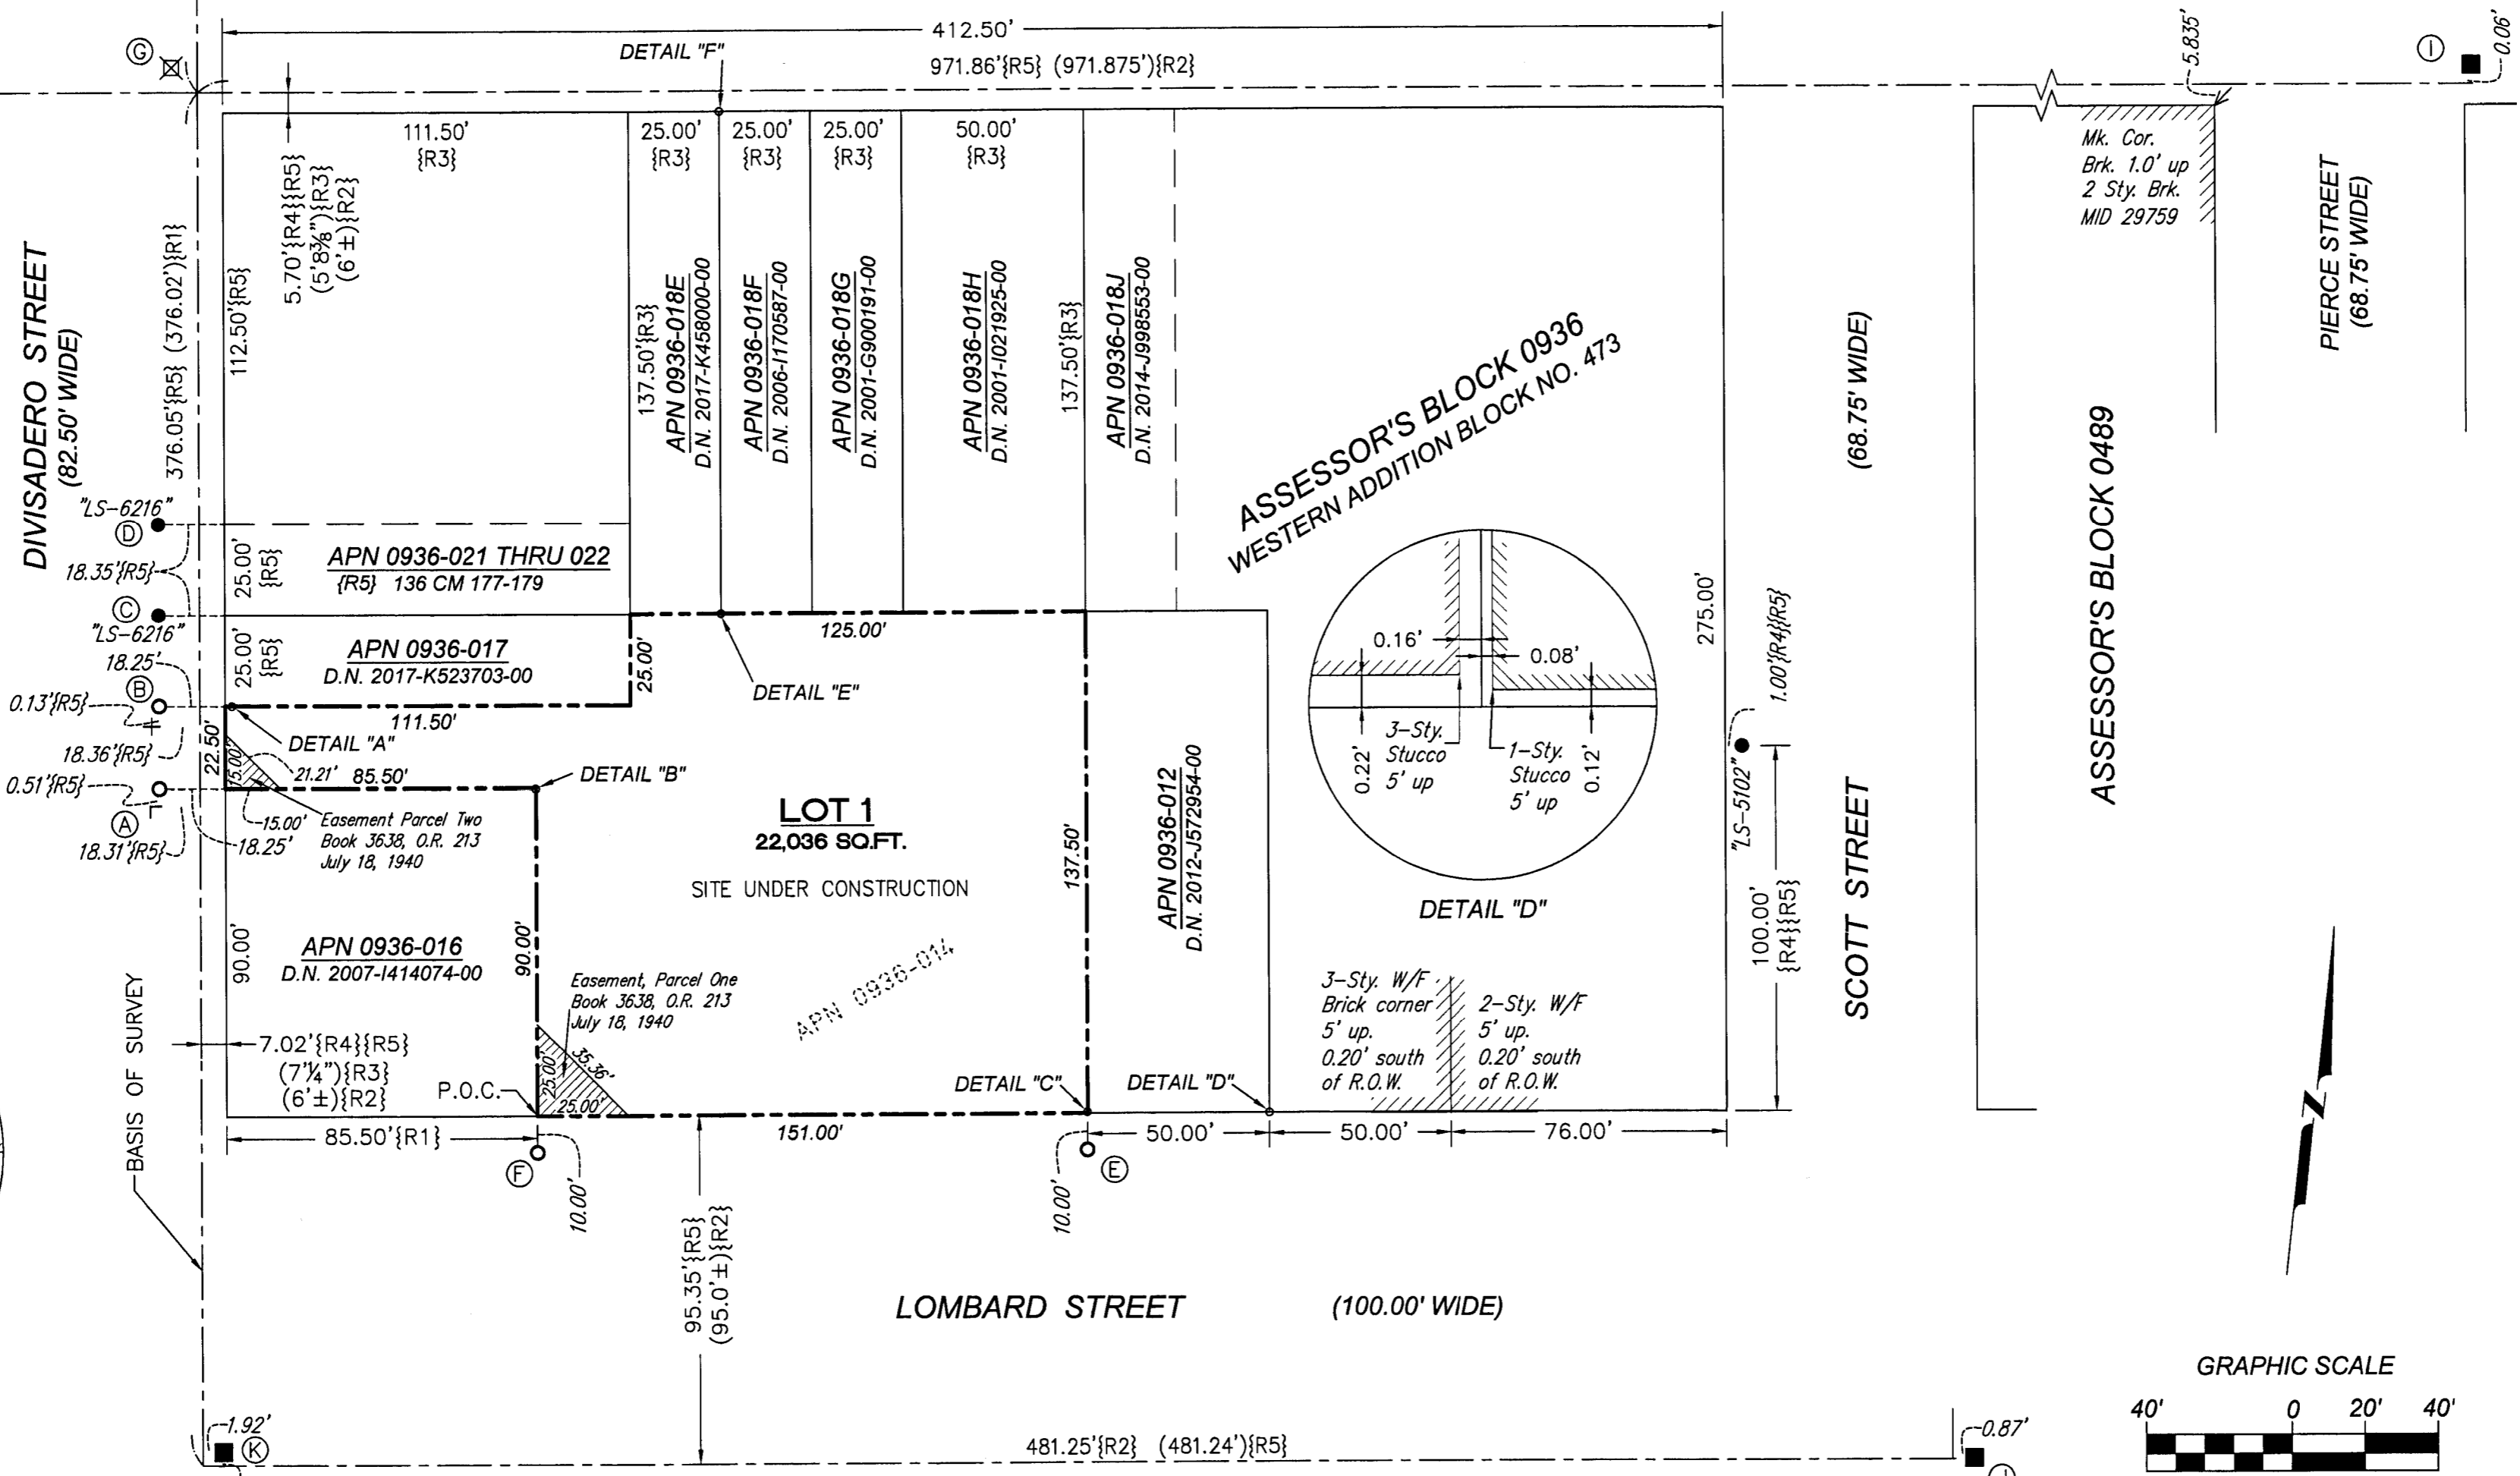 412.50'
DETAIL "F"
971.86'{R5} (971.875'){R2}
G
I
5.835'
0.06'
111.50'
{R3}
25.00'
{R3}
25.00'
{R3}
25.00'
{R3}
50.00'
{R3}
5.70'{R4}{R5}
(5'8⅜"){R3}
(6'±){R2}
Mk. Cor.
Brk. 1.0' up
2 Sty. Brk.
MID 29759
PIERCE STREET
(68.75' WIDE)
DIVISADERO STREET
(82.50' WIDE)
376.05'{R5} (376.02'){R1}
112.50'{R5}
137.50'{R3}
APN 0936-018E
D.N. 2017-K458000-00
APN 0936-018F
D.N. 2006-I170587-00
APN 0936-018G
D.N. 2001-G900191-00
APN 0936-018H
D.N. 2001-I021925-00
137.50'{R3}
APN 0936-018J
D.N. 2014-J998553-00
ASSESSOR'S BLOCK 0936
WESTERN ADDITION BLOCK NO. 473
(68.75' WIDE)
SCOTT STREET
ASSESSOR'S BLOCK 0489
"LS-6216"
D
18.35'{R5}
C
"LS-6216"
25.00'
{R5}
APN 0936-021 THRU 022
{R5} 136 CM 177-179
25.00'
{R5}
APN 0936-017
D.N. 2017-K523703-00
25.00'
125.00'
DETAIL "E"
18.25'
B
0.13'{R5}
18.36'{R5}
0.51'{R5}
A
18.31'{R5}
18.25'
111.50'
DETAIL "A"
22.50'
15.00'
21.21'
85.50'
DETAIL "B"
15.00'
Easement Parcel Two
Book 3638, O.R. 213
July 18, 1940
LOT 1
22,036 SQ.FT.
SITE UNDER CONSTRUCTION
APN 0936-014
137.50'
APN 0936-012
D.N. 2012-J572954-00
0.16'
0.08'
0.22'
3-Sty.
Stucco
5' up
1-Sty.
Stucco
5' up
0.12'
DETAIL "D"
275.00'
1.00'{R4}{R5}
"LS-5102"
100.00'
{R4}{R5}
90.00'
APN 0936-016
D.N. 2007-I414074-00
90.00'
Easement, Parcel One
Book 3638, O.R. 213
July 18, 1940
25.00'
35.36'
25.00'
BASIS OF SURVEY
7.02'{R4}{R5}
(7'¼"){R3}
(6'±){R2}
P.O.C.
DETAIL "C"
DETAIL "D"
3-Sty. W/F
Brick corner
5' up.
0.20' south
of R.O.W.
2-Sty. W/F
5' up.
0.20' south
of R.O.W.
85.50'{R1}
151.00'
50.00'
50.00'
76.00'
F
10.00'
10.00'
E
95.35'{R5}
(95.0'±){R2}
LOMBARD STREET
(100.00' WIDE)
N
GRAPHIC SCALE
40'
0
20'
40'
1.92'
K
481.25'{R2} (481.24'){R5}
0.87'